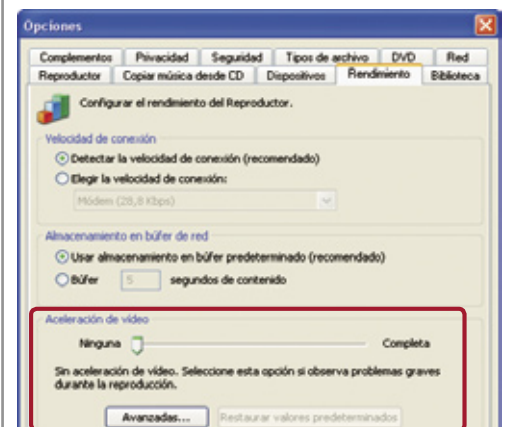 Opciones
Complementos Privacidad Seguridad Tipos de archivo DVD Red
Reproductor Copiar música desde CD Dispositivos Rendimiento Biblioteca
Configurar el rendimiento del Reproductor.
Velocidad de conexión
Detectar la velocidad de conexión (recomendado)
Elegir la velocidad de conexión:
Módem (28,8 Kbps)
Almacenamiento en búfer de red
Usar almacenamiento en búfer predeterminado (recomendado)
Búfer 5 segundos de contenido
Aceleración de vídeo
Ninguna Completa
Sin aceleración de vídeo. Seleccione esta opción si observa problemas graves
durante la reproducción.
Avanzadas... Restaurar valores predeterminados